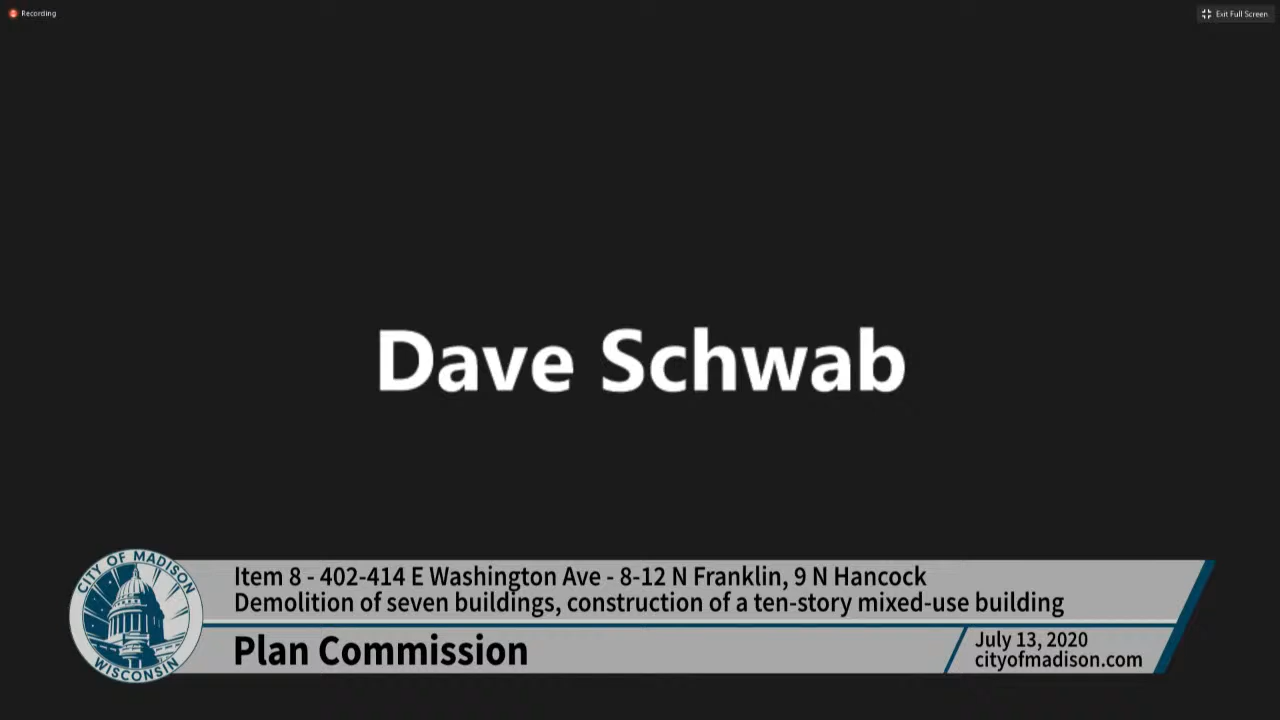 Recording
Exit Full Screen
Dave Schwab
CITY OF MADISON
WISCONSIN
Item 8 - 402-414 E Washington Ave - 8-12 N Franklin, 9 N Hancock
Demolition of seven buildings, construction of a ten-story mixed-use building
Plan Commission
July 13, 2020
cityofmadison.com